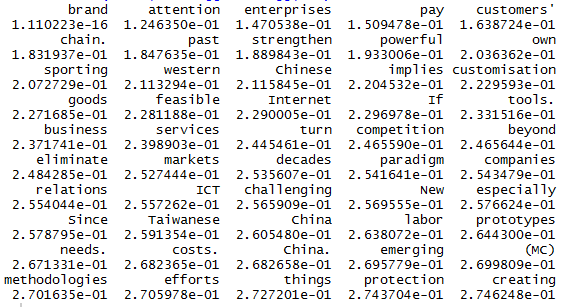 brand attention enterprises pay customers'
1.110223e-16 1.246350e-01 1.470538e-01 1.509478e-01 1.638724e-01
chain. past strengthen powerful own
1.831937e-01 1.847635e-01 1.889843e-01 1.933006e-01 2.036362e-01
sporting western Chinese implies customisation
2.072729e-01 2.113294e-01 2.115845e-01 2.204532e-01 2.229593e-01
goods feasible Internet If tools.
2.271685e-01 2.281188e-01 2.290005e-01 2.296978e-01 2.331516e-01
business services turn competition beyond
2.371741e-01 2.398903e-01 2.445461e-01 2.465590e-01 2.465644e-01
eliminate markets decades paradigm companies
2.484285e-01 2.527444e-01 2.535607e-01 2.541641e-01 2.543479e-01
relations ICT challenging New especially
2.554044e-01 2.557262e-01 2.565909e-01 2.569555e-01 2.576624e-01
Since Taiwanese China labor prototypes
2.578795e-01 2.591354e-01 2.605480e-01 2.638072e-01 2.644300e-01
needs. costs. China. emerging (MC)
2.671331e-01 2.682365e-01 2.682658e-01 2.695779e-01 2.699809e-01
methodologies efforts things protection creating
2.701635e-01 2.705978e-01 2.727201e-01 2.743704e-01 2.746248e-01